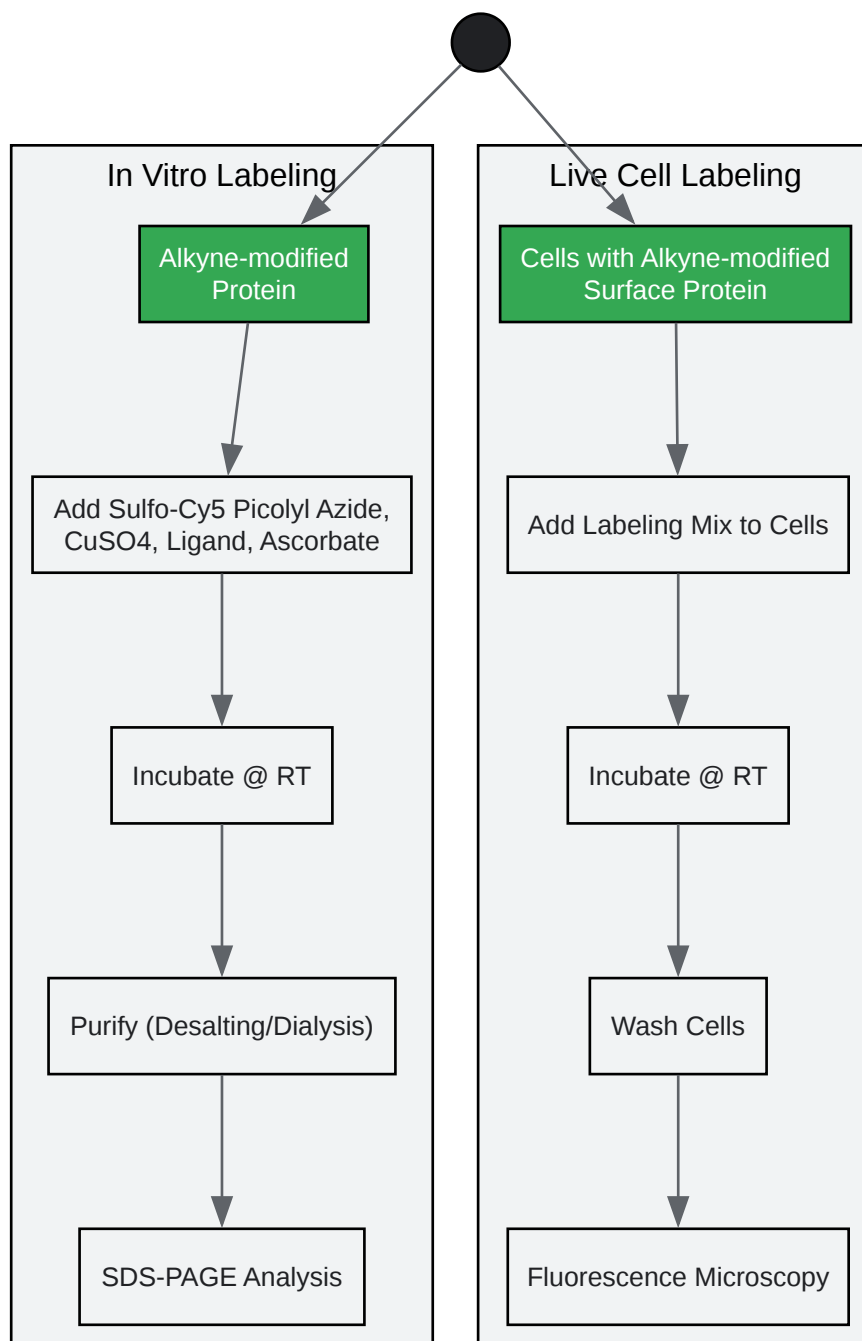 In Vitro Labeling
Alkyne-modified
Protein
Add Sulfo-Cy5 Picolyl Azide,
CuSO4, Ligand, Ascorbate
Incubate @ RT
Purify (Desalting/Dialysis)
SDS-PAGE Analysis
Live Cell Labeling
Cells with Alkyne-modified
Surface Protein
Add Labeling Mix to Cells
Incubate @ RT
Wash Cells
Fluorescence Microscopy